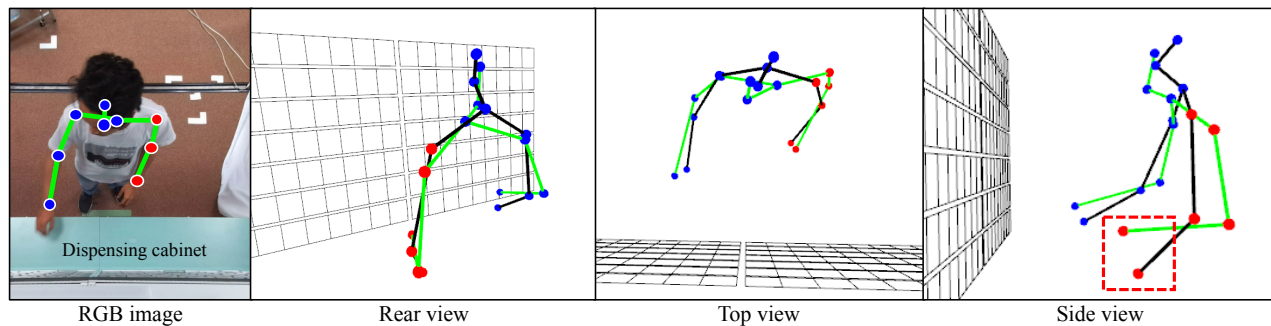 Dispensing cabinet
RGB image
Rear view
Top view
Side view